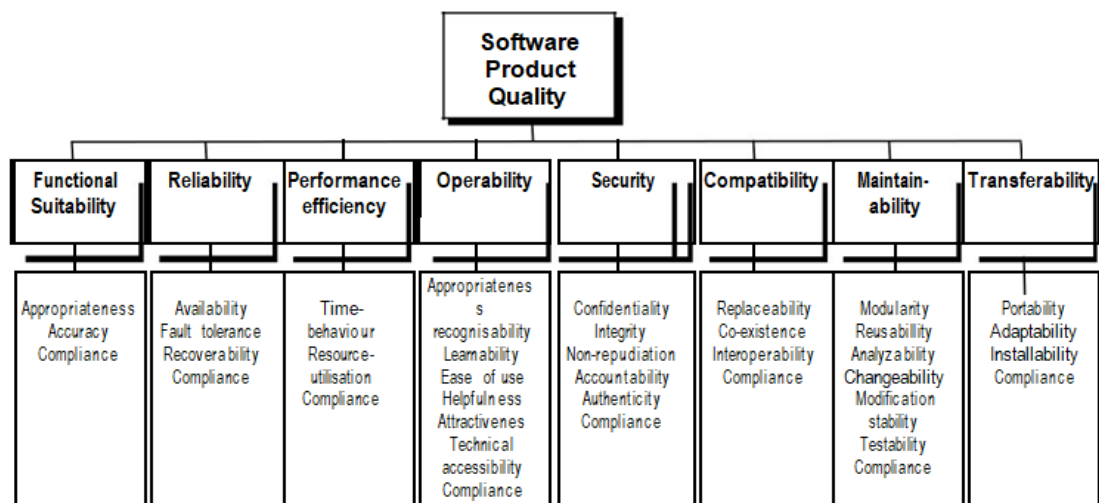 Software
Product
Quality
Functional
Suitability
Reliability
Performance
efficiency
Operability
Security
Compatibility
Maintain-
ability
Transferability
Appropriateness
Accuracy
Compliance
Availability
Fault tolerance
Recoverability
Compliance
Time-
behaviour
Resource-
utilisation
Compliance
Appropriatenes
s
recognisability
Learnability
Ease of use
Helpfulness
Attractivenes
Technical
accessibility
Compliance
Confidentiality
Integrity
Non-repudiation
Accountability
Authenticity
Compliance
Replaceability
Co-existence
Interoperability
Compliance
Modularity
Reusabillity
Analyzability
Changeability
Modification
stability
Testability
Compliance
Portability
Adaptability
Installability
Compliance